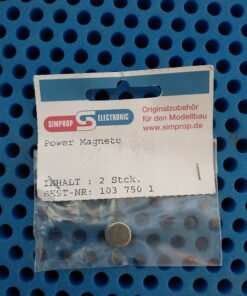 SIMPROP ELECTRONIC
Originalzubehör
für den Modellbau
www.simprop.de
Power Magnete
INHALT : 2 Stck.
BEST-NR: 103 750 1